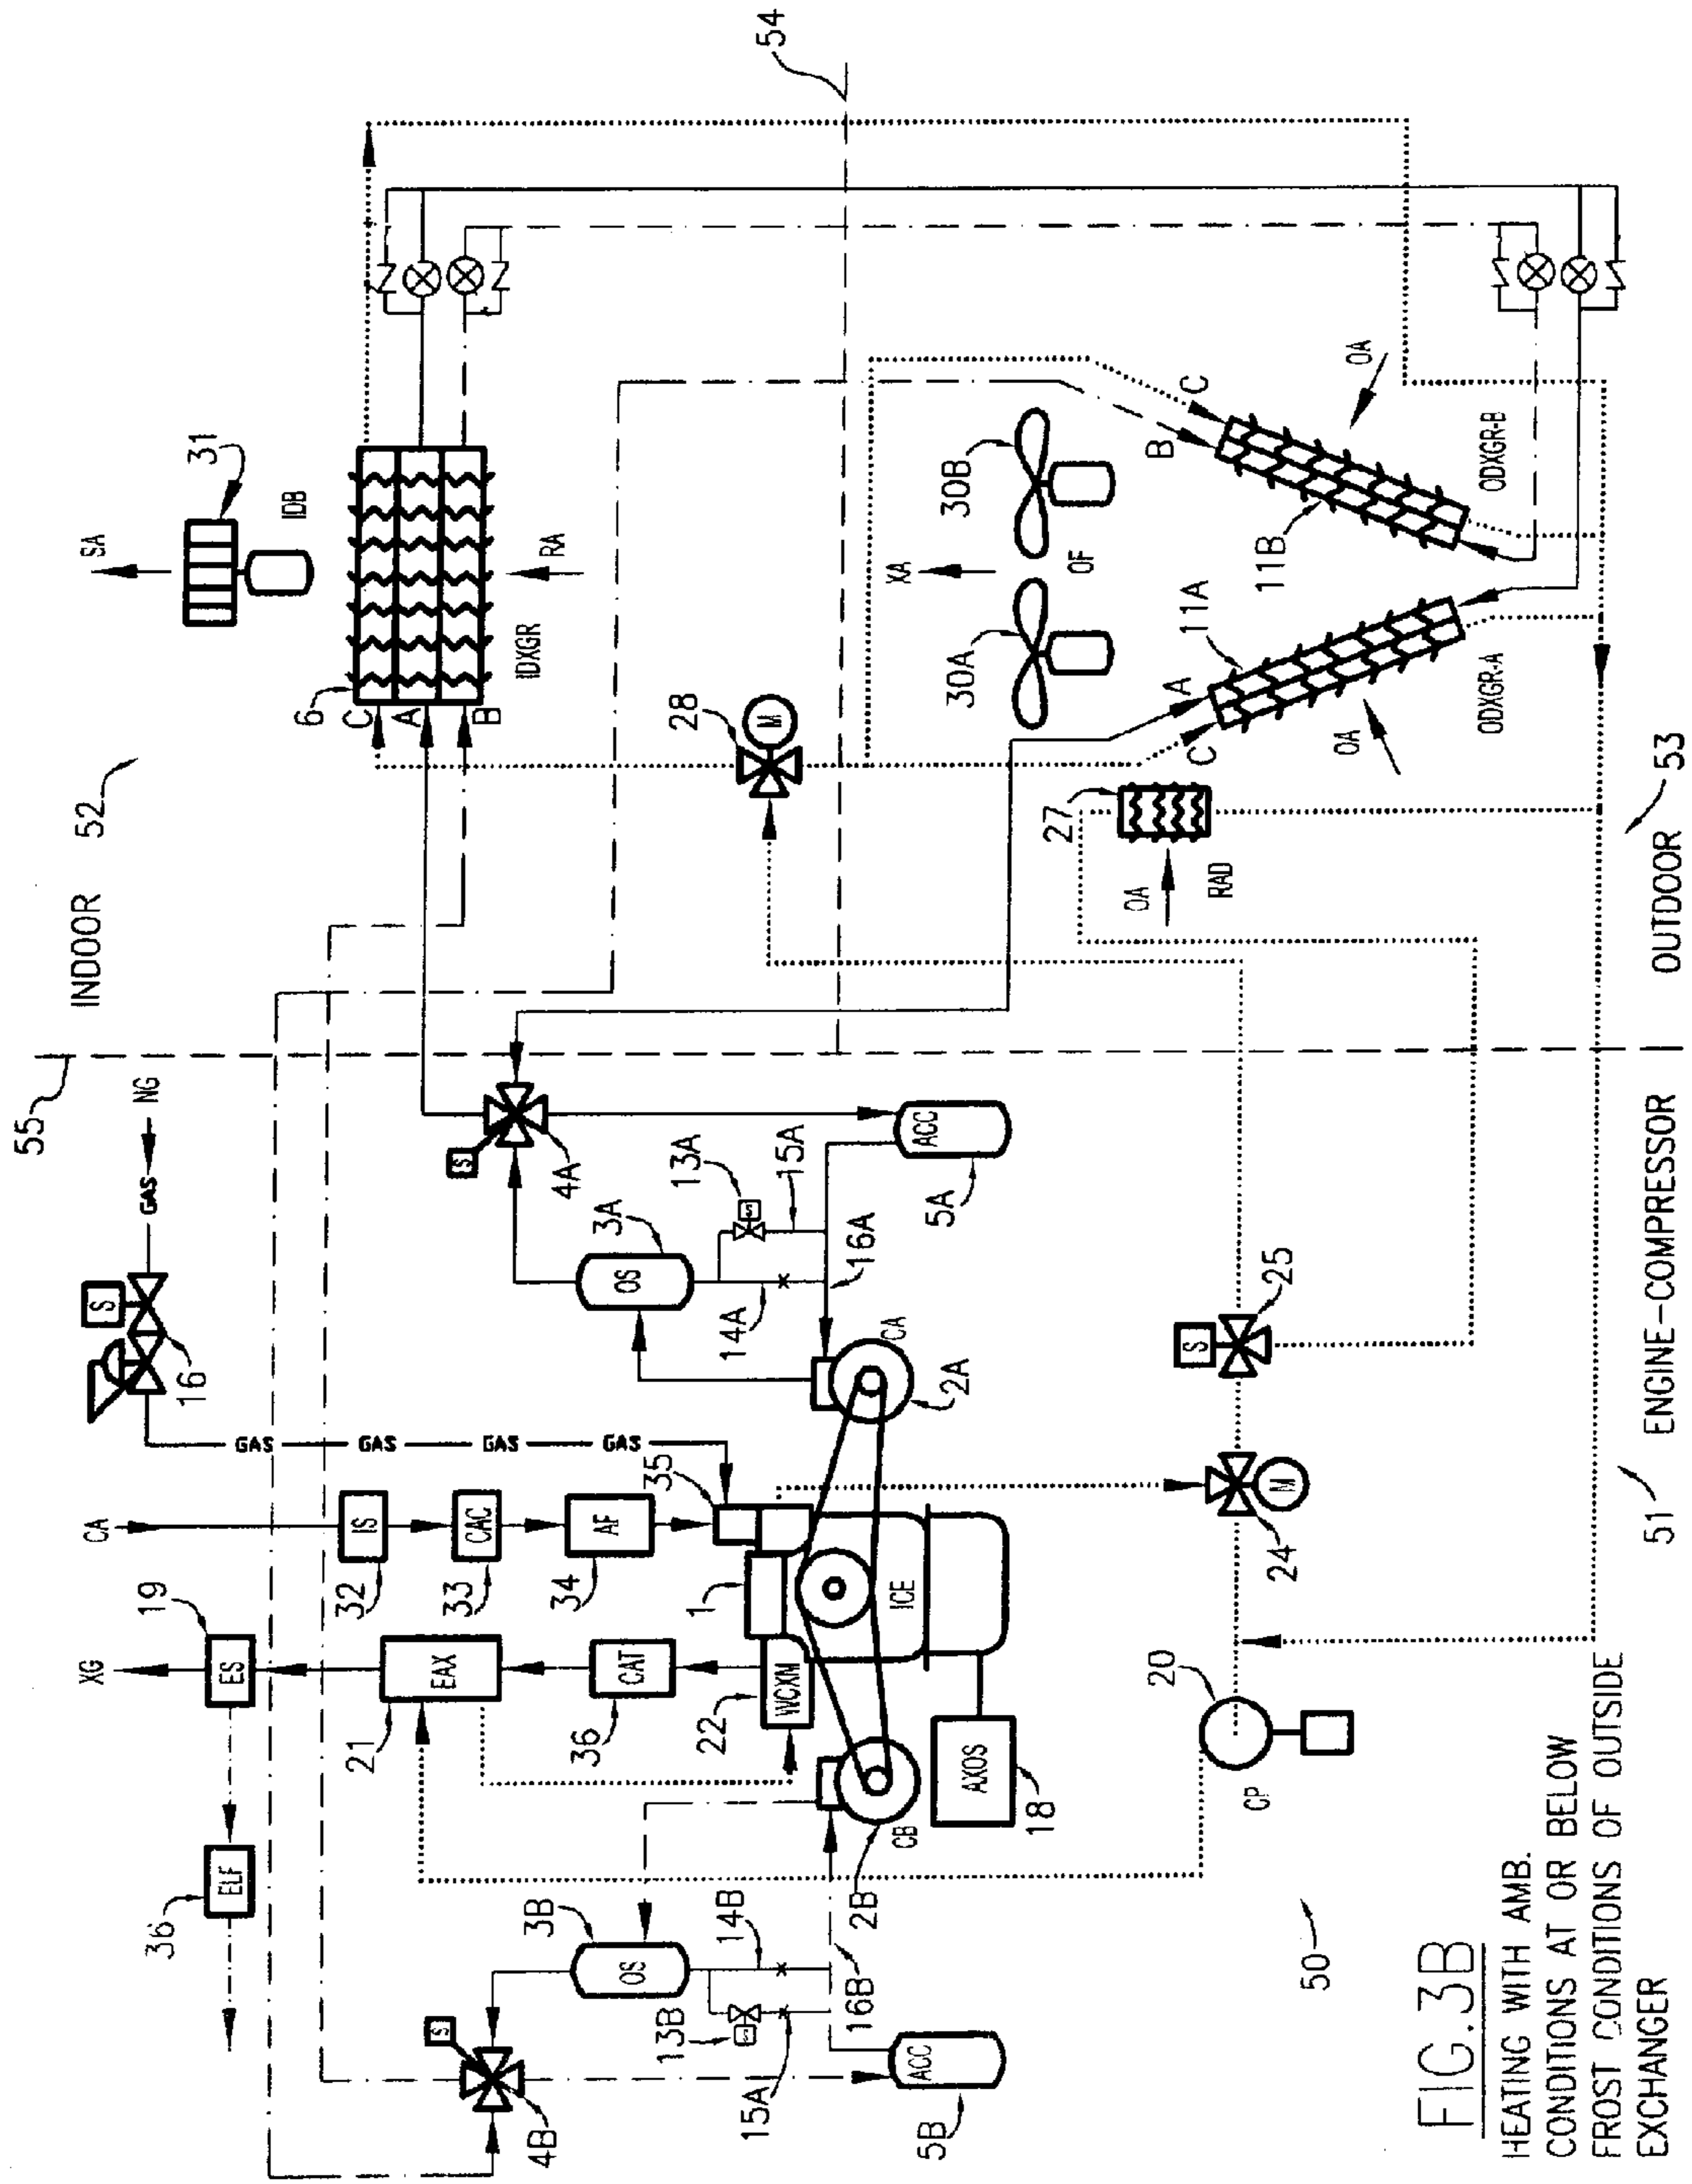 55
INDOOR
52
NG
GAS
S
16
GAS
GAS
GAS
GAS
CA
IS
32
CAC
33
AF
34
35
XG
19
ES
EAX
21
CAT
36
WCXM
22
1
ICE
ELF
36
SA
31
IDB
6
C
A
B
IDXGR
RA
54
S
4A
3A
OS
13A
S
15A
14A
16A
ACC
5A
CA
2A
28
M
XA
30A
30B
OF
B
C
A
C
11A
11B
OA
OA
ODXGR-A
ODXGR-B
27
OA
RAD
S
4B
3B
OS
14B
13B
S
15A
16B
ACC
5B
CB
2B
AXOS
18
20
CP
M
24
S
25
50
51
ENGINE-COMPRESSOR
OUTDOOR
53
FIG.3B
HEATING WITH AMB.
CONDITIONS AT OR BELOW
FROST CONDITIONS OF OUTSIDE
EXCHANGER